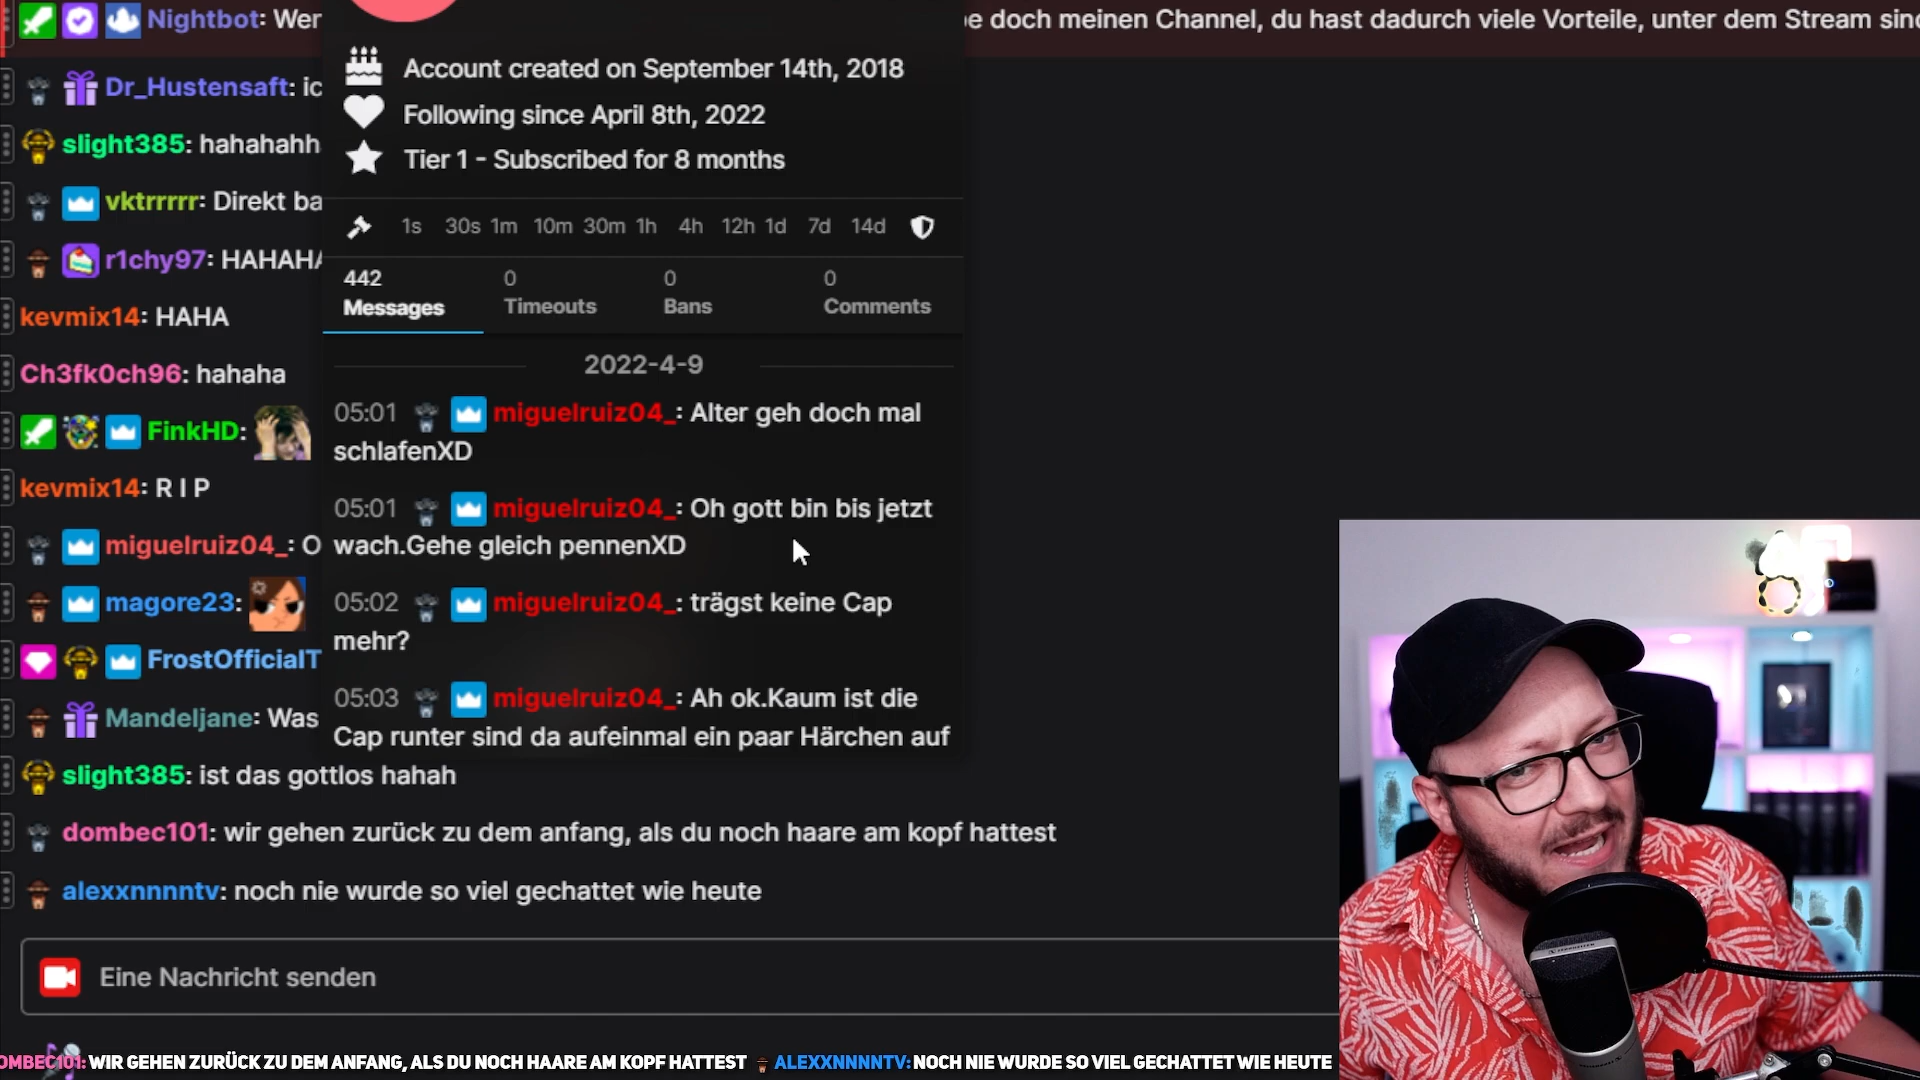 Nightbot: Wer
e doch meinen Channel, du hast dadurch viele Vorteile, unter dem Stream sind
Account created on September 14th, 2018
Dr_Hustensaft: ic
Following since April 8th, 2022
slight385: hahahahh
Tier 1 - Subscribed for 8 months
vktrrrrr: Direkt ba
1s 30s 1m 10m 30m 1h 4h 12h 1d 7d 14d
r1chy97: HAHAHA
442 0 0 0
Messages Timeouts Bans Comments
kevmix14: HAHA
2022-4-9
Ch3fk0ch96: hahaha
05:01 miguelruiz04_: Alter geh doch mal
schlafenXD
FinkHD:
kevmix14: R I P
05:01 miguelruiz04_: Oh gott bin bis jetzt
wach.Gehe gleich pennenXD
miguelruiz04_: O
magore23:
05:02 miguelruiz04_: trägst keine Cap
mehr?
FrostOfficialT
05:03 miguelruiz04_: Ah ok.Kaum ist die
Cap runter sind da aufeinmal ein paar Härchen auf
Mandeljane: Was
slight385: ist das gottlos hahah
dombec101: wir gehen zurück zu dem anfang, als du noch haare am kopf hattest
alexxnnnntv: noch nie wurde so viel gechattet wie heute
Eine Nachricht senden
OMBEC101: WIR GEHEN ZURÜCK ZU DEM ANFANG, ALS DU NOCH HAARE AM KOPF HATTEST ALEXXNNNNTV: NOCH NIE WURDE SO VIEL GECHATTET WIE HEUTE